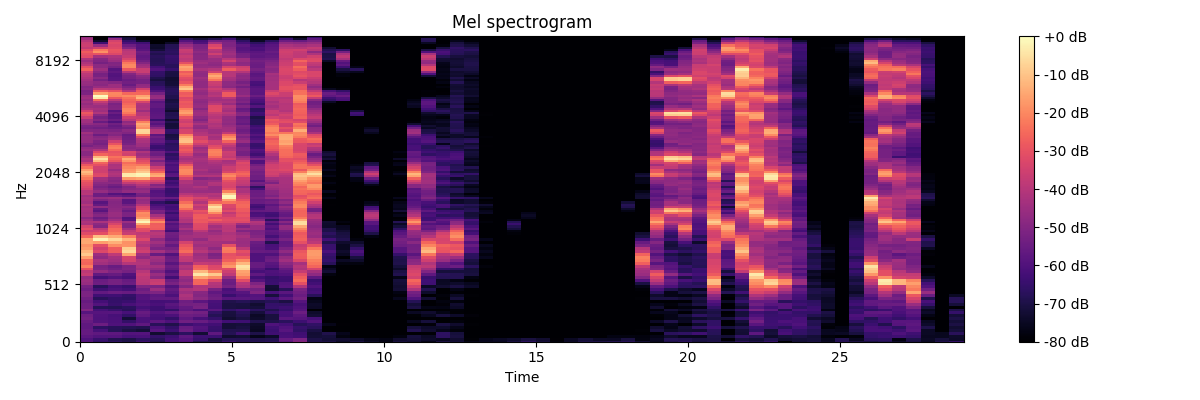 Mel spectrogram
Hz
8192
4096
2048
1024
512
0
0 5 10 15 20 25
Time
+0 dB
-10 dB
-20 dB
-30 dB
-40 dB
-50 dB
-60 dB
-70 dB
-80 dB